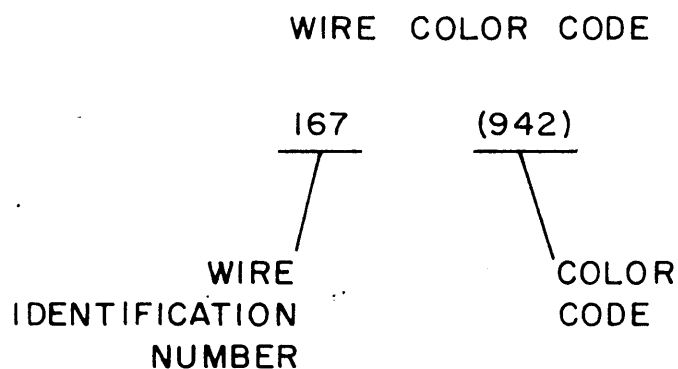 WIRE COLOR CODE
167 (942)
WIRE IDENTIFICATION NUMBER
COLOR CODE